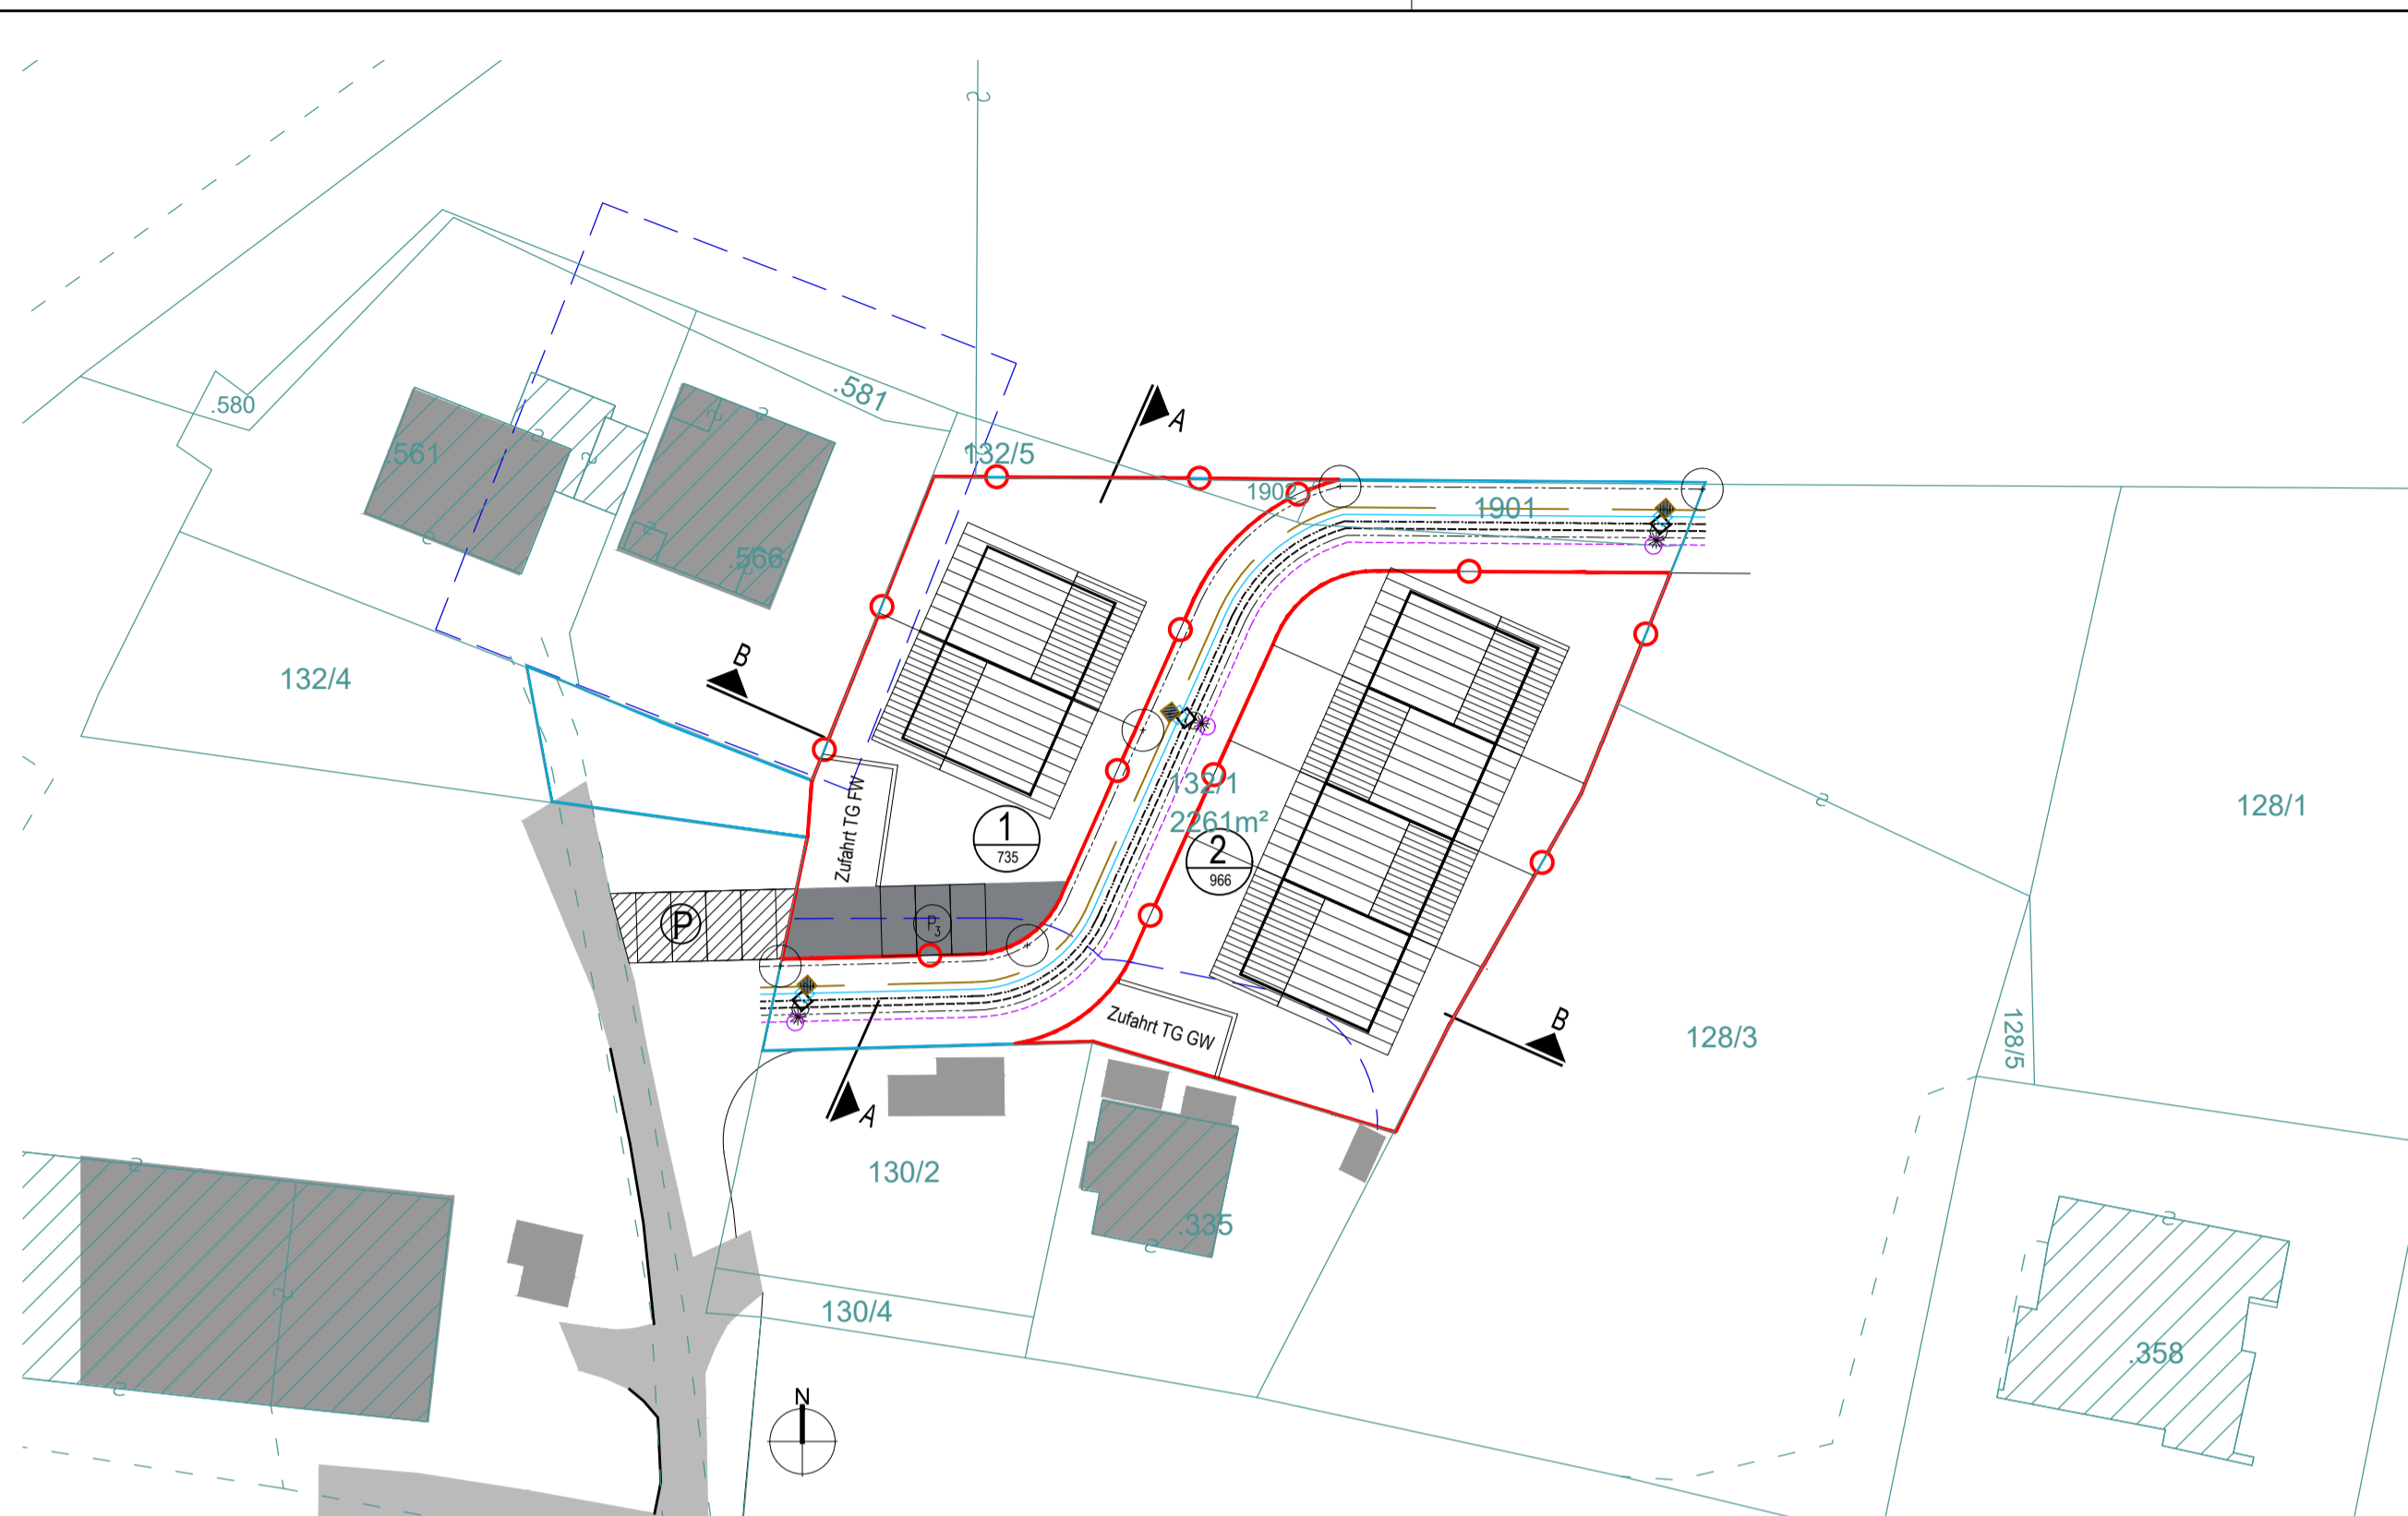 .580
.581
A
132/5
.561
1902
1901
.566
B
132/4
132/1
2261m²
128/1
Zufahrt TG FW
1
735
2
966
P
P3
Zufahrt TG GW
B
128/3
128/5
A
130/2
.335
130/4
.358
N